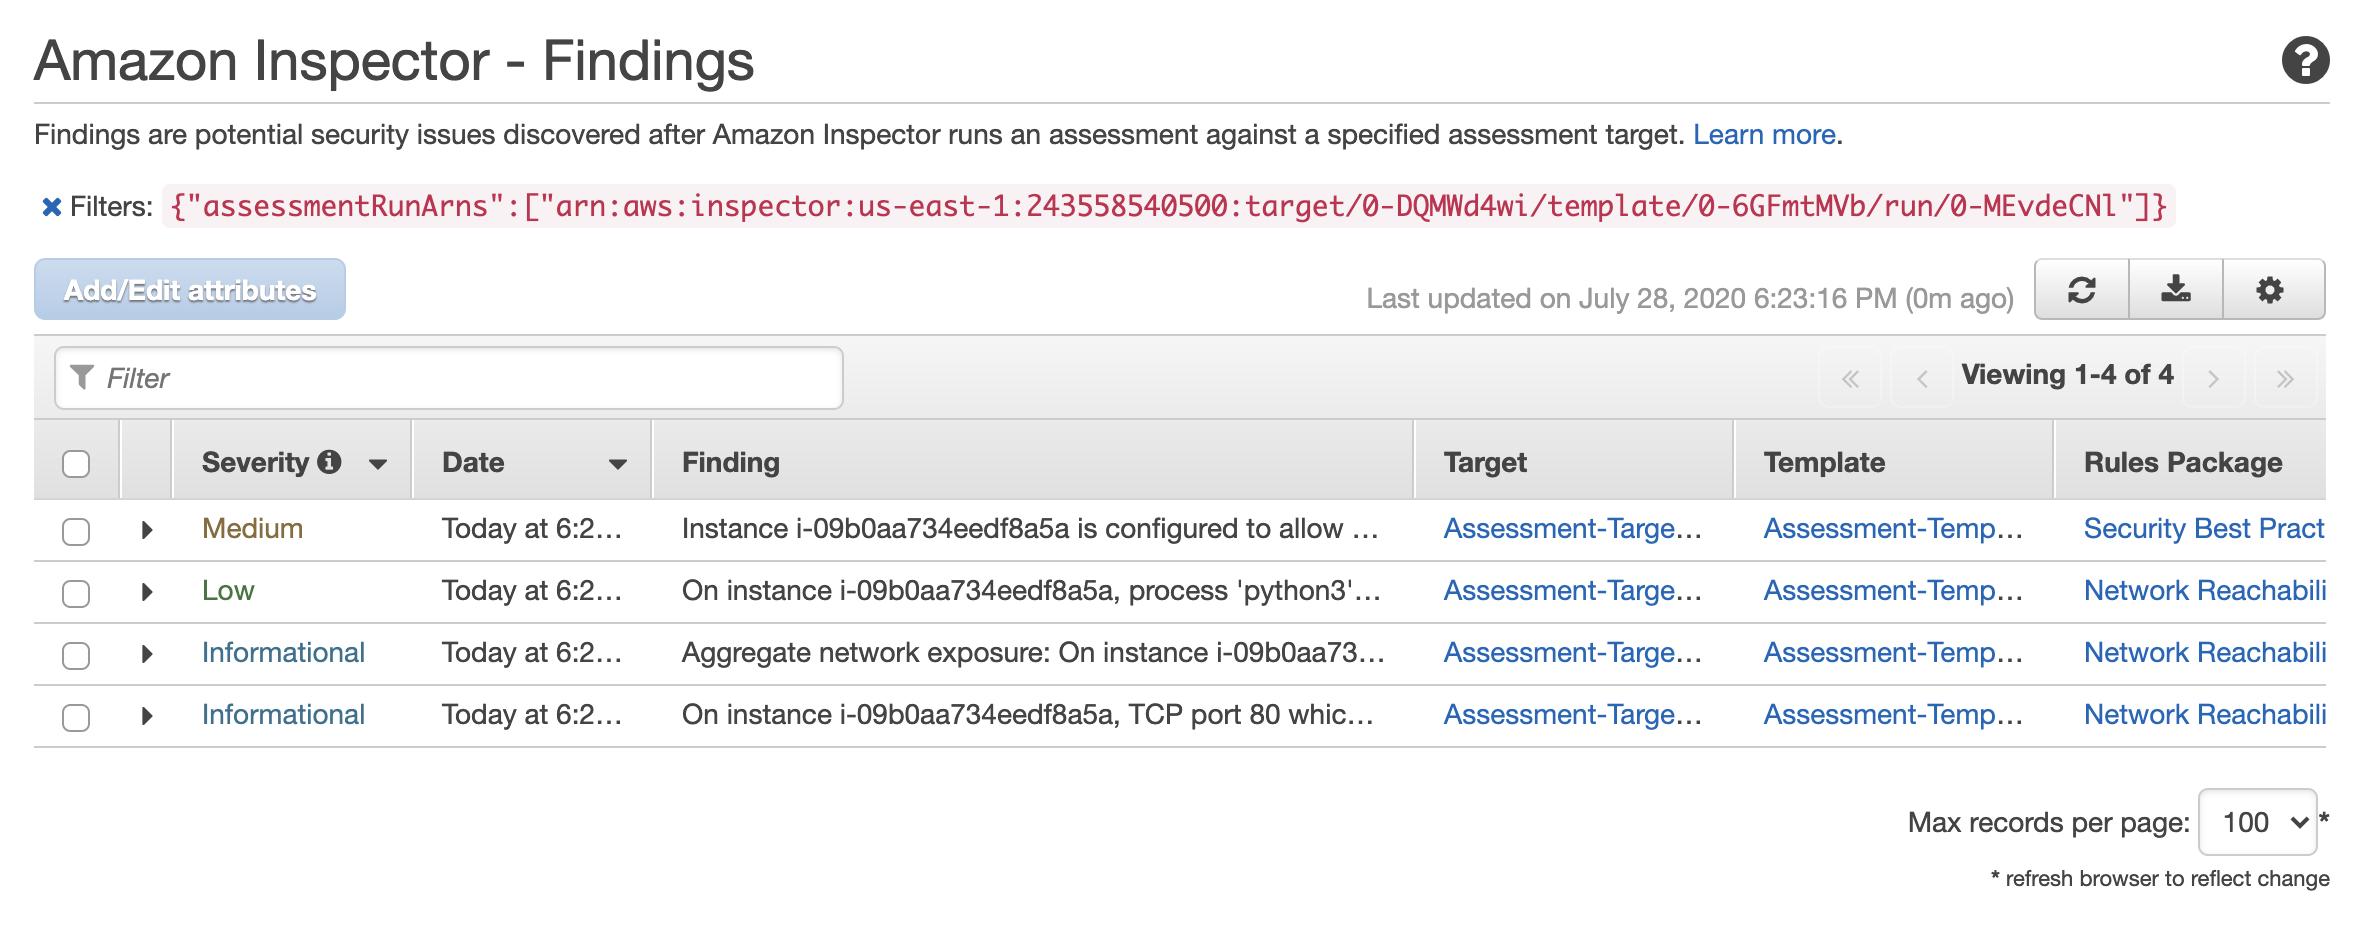 Amazon Inspector - Findings
Findings are potential security issues discovered after Amazon Inspector runs an assessment against a specified assessment target. Learn more.
Filters: {"assessmentRunArns":["arn:aws:inspector:us-east-1:243558540500:target/0-DQMWd4wi/template/0-6GFmtMVb/run/0-MEvdeCNl"]}
Add/Edit attributes
Last updated on July 28, 2020 6:23:16 PM (0m ago)
Filter
Viewing 1-4 of 4
Severity Date Finding Target Template Rules Package
Medium Today at 6:2... Instance i-09b0aa734eedf8a5a is configured to allow ... Assessment-Targe... Assessment-Temp... Security Best Pract
Low Today at 6:2... On instance i-09b0aa734eedf8a5a, process 'python3'... Assessment-Targe... Assessment-Temp... Network Reachabili
Informational Today at 6:2... Aggregate network exposure: On instance i-09b0aa73... Assessment-Targe... Assessment-Temp... Network Reachabili
Informational Today at 6:2... On instance i-09b0aa734eedf8a5a, TCP port 80 whic... Assessment-Targe... Assessment-Temp... Network Reachabili
Max records per page: 100 *
* refresh browser to reflect change